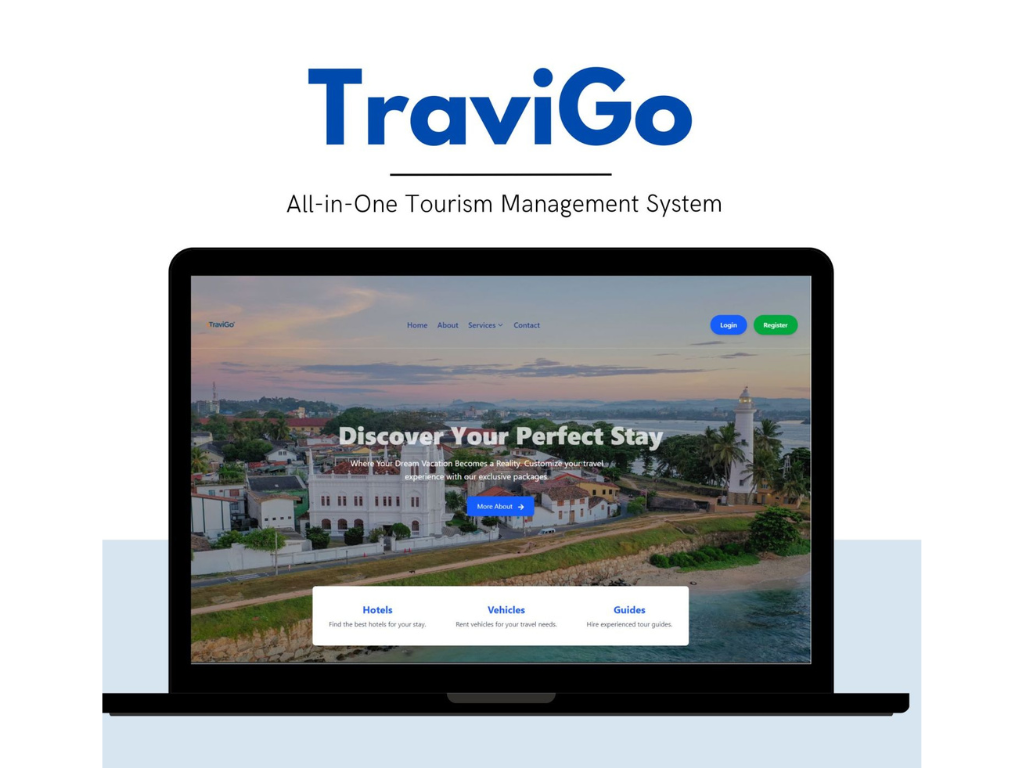 TraviGo
All-in-One Tourism Management System
TraviGo
Home About Services Contact
Login
Register
Discover Your Perfect Stay
Where Your Dream Vacation Becomes a Reality. Customize your travel
experience with our exclusive packages.
More About
Hotels
Find the best hotels for your stay.
Vehicles
Rent vehicles for your travel needs.
Guides
Hire experienced tour guides.